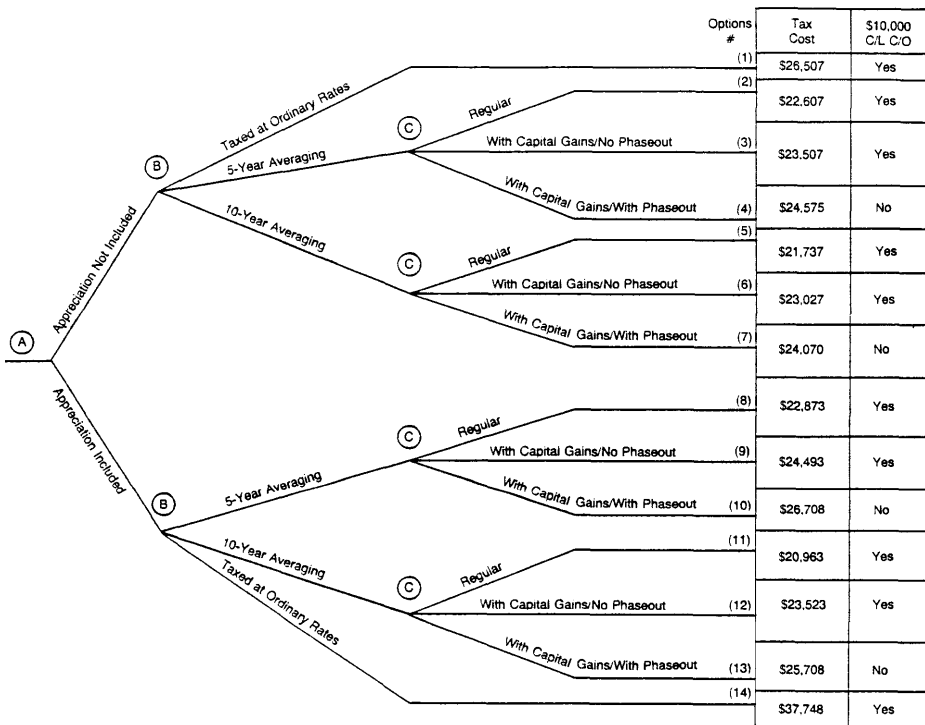 Options
#
Tax
Cost
$10,000
C/L C/O
(1)
$26,507 Yes
Taxed at Ordinary Rates
(2)
$22,607 Yes
Regular
C
B
5-Year Averaging
With Capital Gains/No Phaseout (3)
$23,507 Yes
With Capital Gains/With Phaseout (4)
$24,575 No
10-Year Averaging
Appreciation Not Included
(5)
$21,737 Yes
Regular
C
With Capital Gains/No Phaseout (6)
$23,027 Yes
With Capital Gains/With Phaseout (7)
$24,070 No
A
Appreciation Included
(8)
$22,873 Yes
Regular
C
With Capital Gains/No Phaseout (9)
$24,493 Yes
5-Year Averaging
With Capital Gains/With Phaseout (10)
$26,708 No
B
10-Year Averaging
(11)
$20,963 Yes
Regular
C
With Capital Gains/No Phaseout (12)
$23,523 Yes
With Capital Gains/With Phaseout (13)
$25,708 No
Taxed at Ordinary Rates
(14)
$37,748 Yes